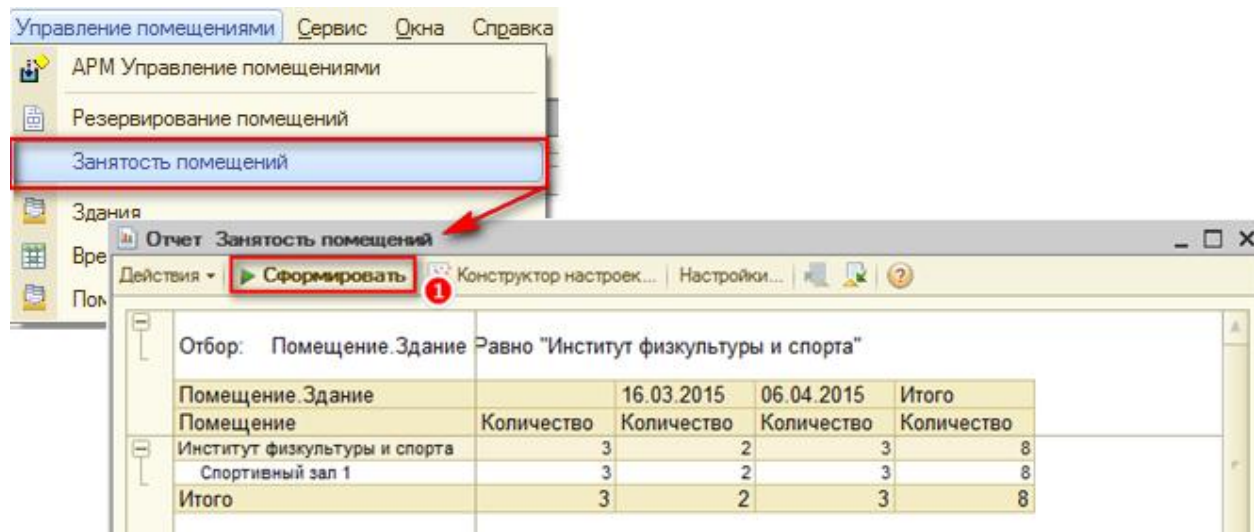 Управление помещениями Сервис Окна Справка
АРМ Управление помещениями
Резервирование помещений
Занятость помещений
Здания
Вре
Пом
Отчет Занятость помещений
Действия Сформировать Конструктор настроек... Настройки...
1
Отбор: Помещение.Здание Равно "Институт физкультуры и спорта"
Помещение.Здание 16.03.2015 06.04.2015 Итого
Помещение Количество Количество Количество Количество
Институт физкультуры и спорта 3 2 3 8
Спортивный зал 1 3 2 3 8
Итого 3 2 3 8